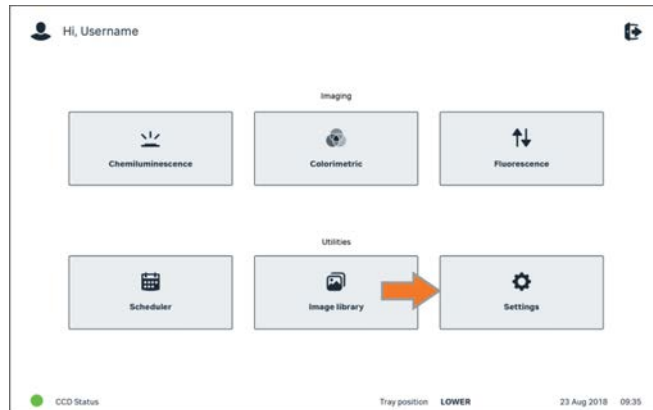 Hi, Username
Imaging
Chemiluminescence Colorimetric Fluorescence
Utilities
Scheduler Image library Settings
CCD Status Tray position LOWER 23 Aug 2018 09:35